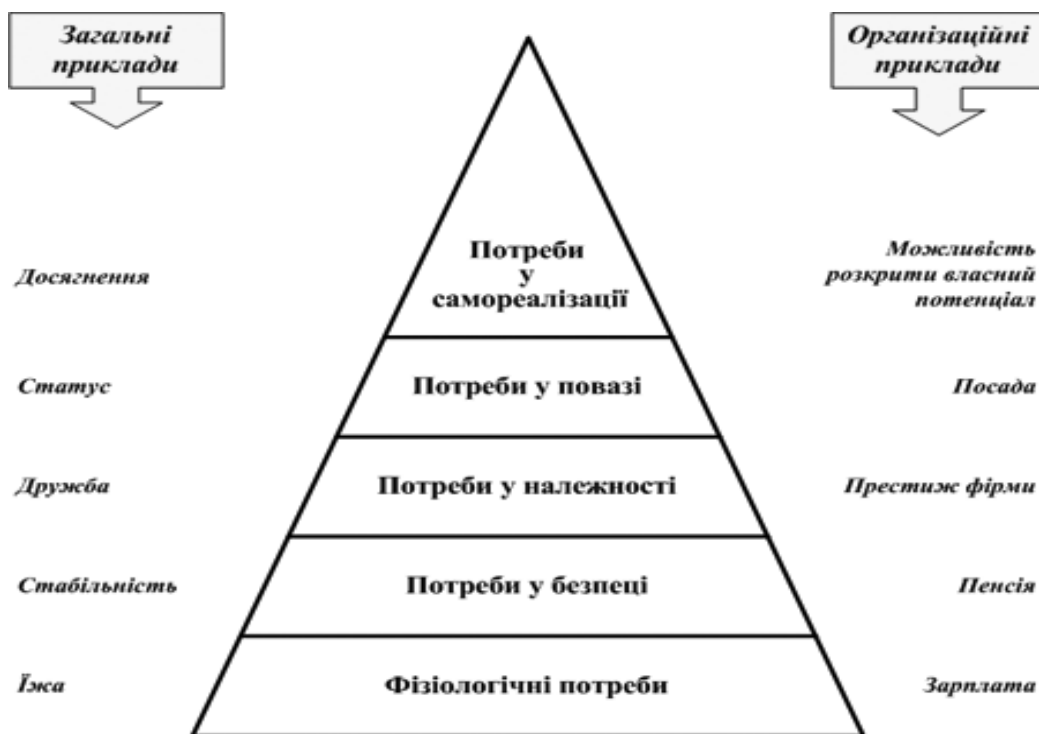 Загальні
приклади
Організаційні
приклади
Досягнення
Потреби
у
самореалізації
Можливість
розкрити власний
потенціал
Статус
Потреби у повазі
Посада
Дружба
Потреби у належності
Престиж фірми
Стабільність
Потреби у безпеці
Пенсія
Їжа
Фізіологічні потреби
Зарплата